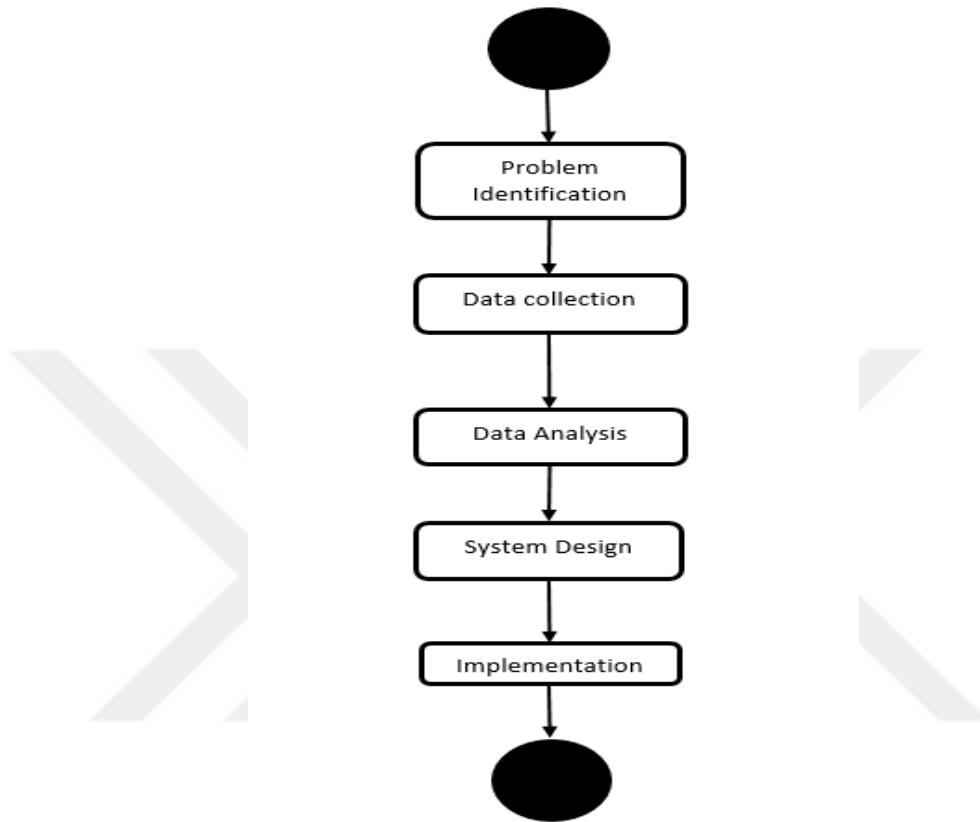 Problem
Identification
Data collection
Data Analysis
System Design
Implementation